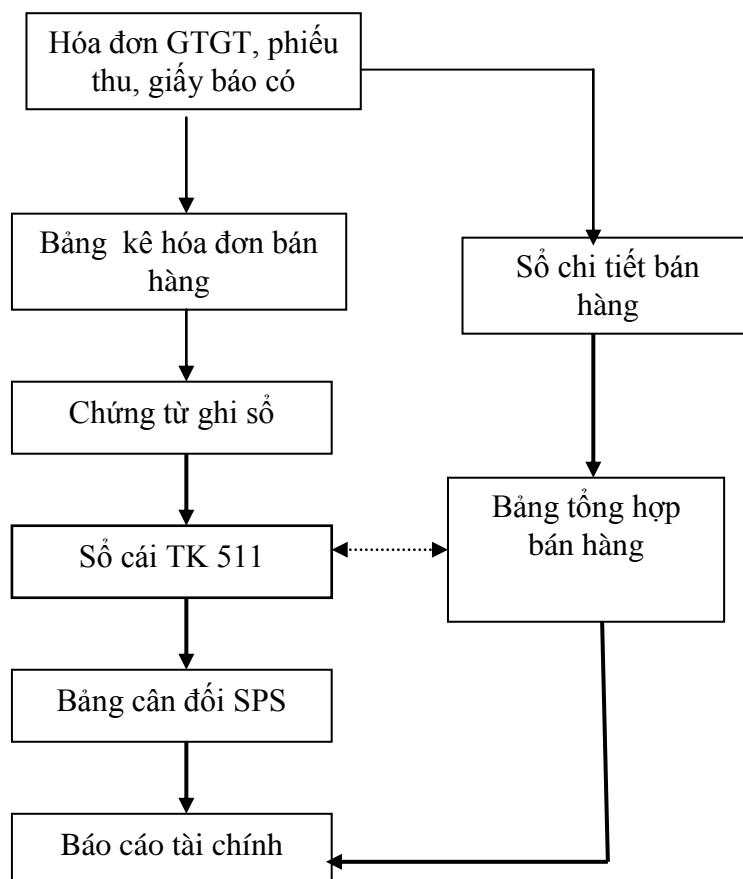 Hóa đơn GTGT, phiếu
thu, giấy báo có
Bảng kê hóa đơn bán
hàng
Sổ chi tiết bán
hàng
Chứng từ ghi sổ
Bảng tổng hợp
bán hàng
Sổ cái TK 511
Bảng cân đối SPS
Báo cáo tài chính